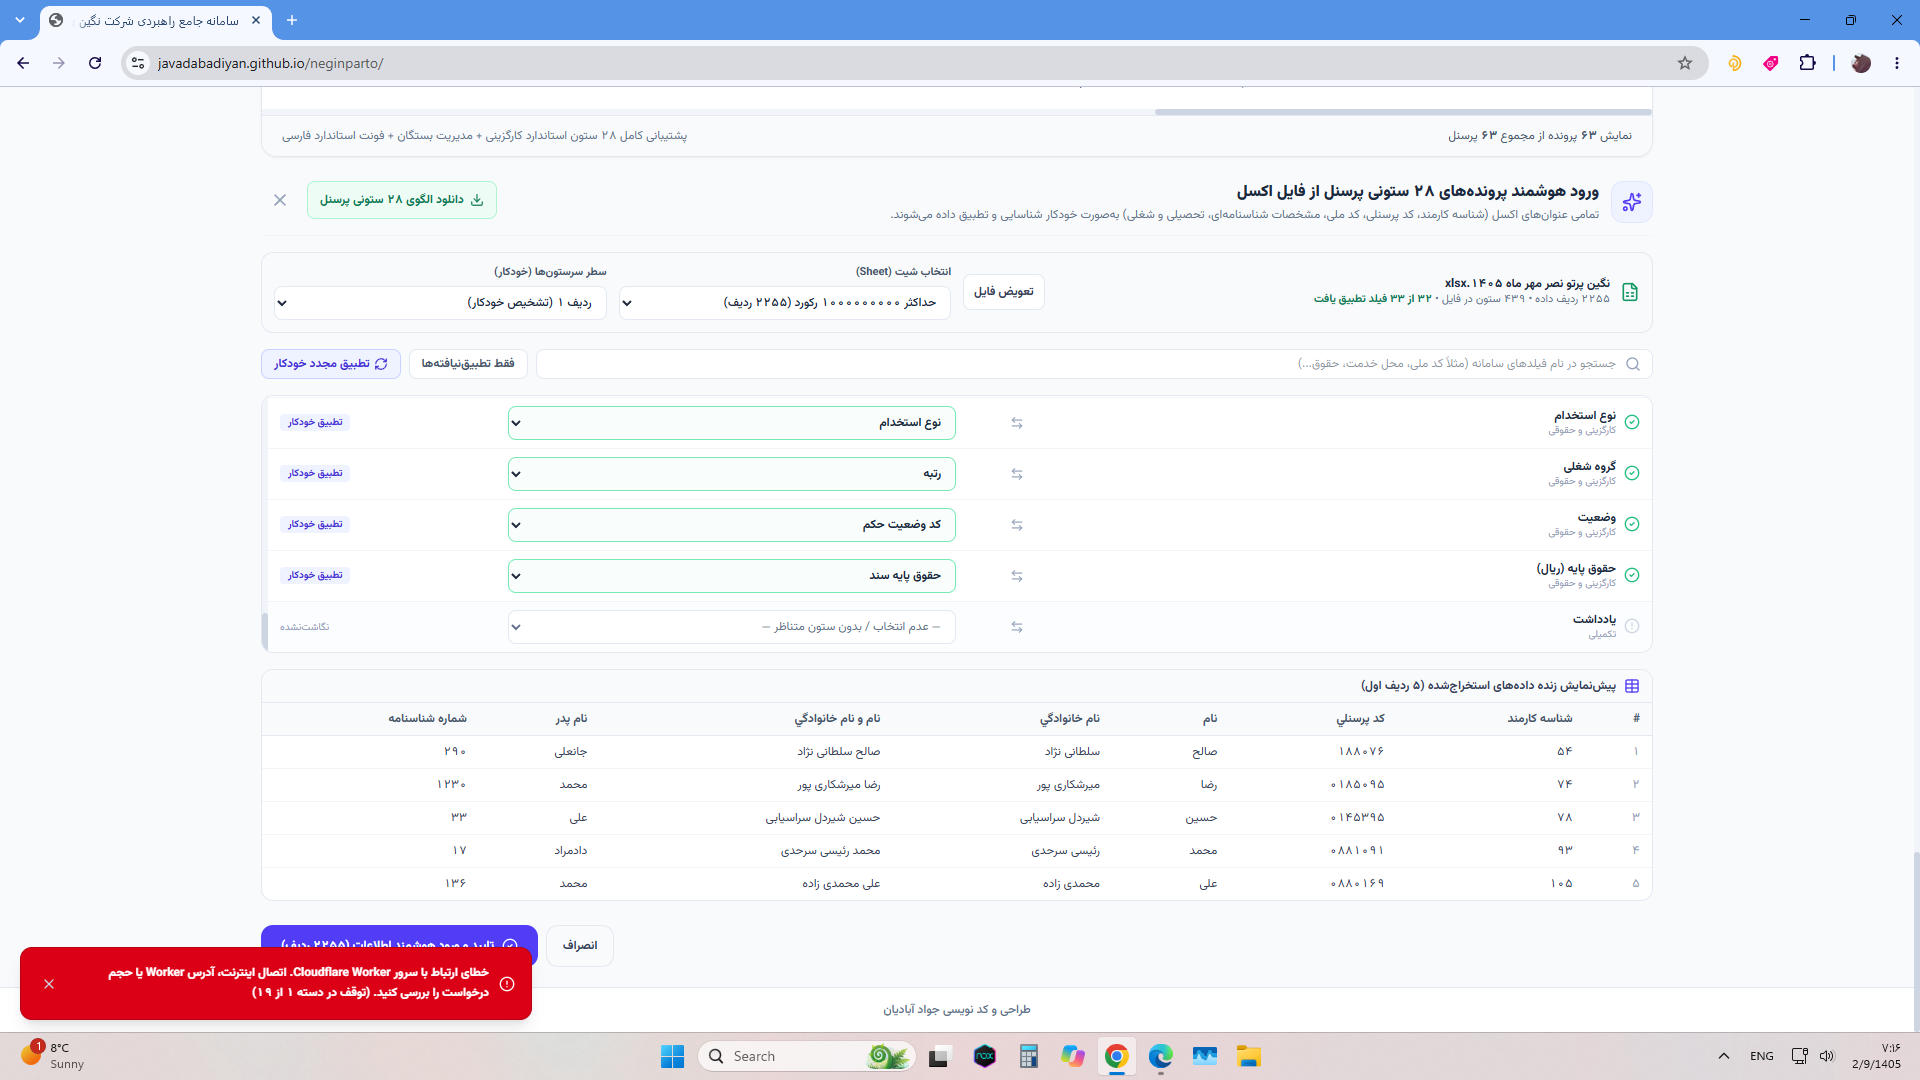 سامانه جامع راهبردی شرکت نگین
javadabadiyan.github.io/neginparto/
نمایش ۶۳ پرونده از مجموع ۶۳ پرسنل
پشتیبانی کامل ۲۸ ستون استاندارد کارگزینی + مدیریت بستگان + فونت استاندارد فارسی
ورود هوشمند پرونده‌های ۲۸ ستونی پرسنل از فایل اکسل
تمامی عنوان‌های اکسل (شناسه کارمند، کد پرسنلی، کد ملی، مشخصات شناسنامه‌ای، تحصیلی و شغلی) به‌صورت خودکار شناسایی و تطبیق داده می‌شوند.
دانلود الگوی ۲۸ ستونی پرسنل
نگین پرتو نصر مهر ماه ۱۴۰۵.xlsx
۲۲۵۵ ردیف داده • ۴۳۹ ستون در فایل • ۳۲ از ۳۳ فیلد تطبیق یافت
تعویض فایل
انتخاب شیت (Sheet)
حداکثر ۱۰۰۰۰۰۰۰۰۰ رکورد (۲۲۵۵ ردیف)
سطر سرستون‌ها (خودکار)
ردیف ۱ (تشخیص خودکار)
جستجو در نام فیلدهای سامانه (مثلاً کد ملی، محل خدمت، حقوق...)
فقط تطبیق‌نیافته‌ها
تطبیق مجدد خودکار
نوع استخدام
کارگزینی و حقوقی
نوع استخدام
تطبیق خودکار
گروه شغلی
کارگزینی و حقوقی
رتبه
تطبیق خودکار
وضعیت
کارگزینی و حقوقی
کد وضعیت حکم
تطبیق خودکار
حقوق پایه (ریال)
کارگزینی و حقوقی
حقوق پایه سند
تطبیق خودکار
یادداشت
تکمیلی
— عدم انتخاب / بدون ستون متناظر —
نگاشت‌نشده
پیش‌نمایش زنده داده‌های استخراج‌شده (۵ ردیف اول)
# شناسه کارمند کد پرسنلي نام نام خانوادگي نام و نام خانوادگي نام پدر شماره شناسنامه
۱ ۵۴ ۱۸۸۰۷۶ صالح سلطانی نژاد صالح سلطانی نژاد جانعلی ۲۹۰
۲ ۷۴ ۰۱۸۵۰۹۵ رضا میرشکاری پور رضا میرشکاری پور محمد ۱۲۳۰
۳ ۷۸ ۰۱۴۵۳۹۵ حسین شیردل سراسیابی حسین شیردل سراسیابی علی ۳۳
۴ ۹۳ ۰۸۸۱۰۹۱ محمد رئیسی سرحدی محمد رئیسی سرحدی دادمراد ۱۷
۵ ۱۰۵ ۰۸۸۰۱۶۹ علی محمدی زاده علی محمدی زاده محمد ۱۳۶
انصراف
تایید و ورود هوشمند اطلاعات (۲۲۵۵ ردیف)
خطای ارتباط با سرور Cloudflare Worker. اتصال اینترنت، آدرس Worker یا حجم
درخواست را بررسی کنید. (توقف در دسته ۱ از ۱۹)
طراحی و کد نویسی جواد آبادیان
1
8°C
Sunny
Search
nox
ENG
۷:۱۶
2/9/1405